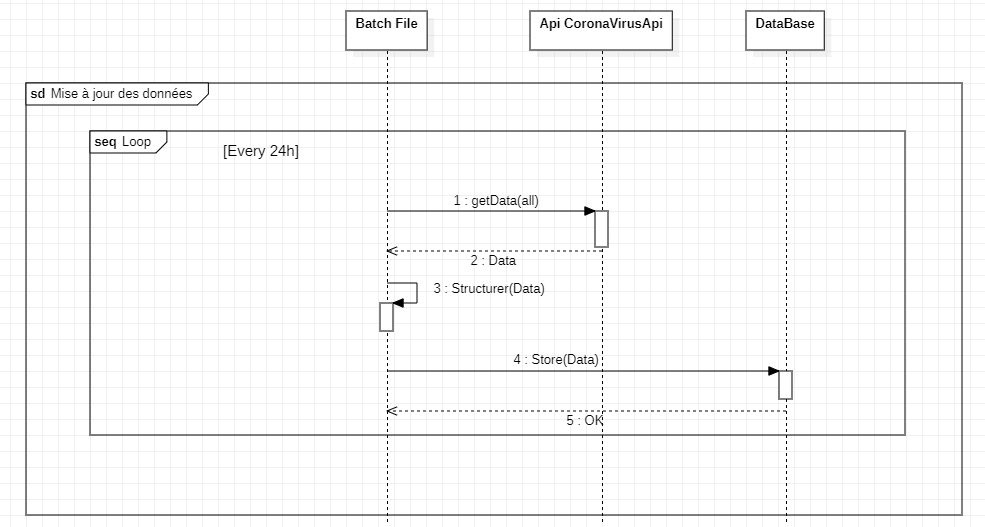 Batch File
Api CoronaVirusApi
DataBase
sd Mise à jour des données
seq Loop
[Every 24h]
1 : getData(all)
2 : Data
3 : Structurer(Data)
4 : Store(Data)
5 : OK